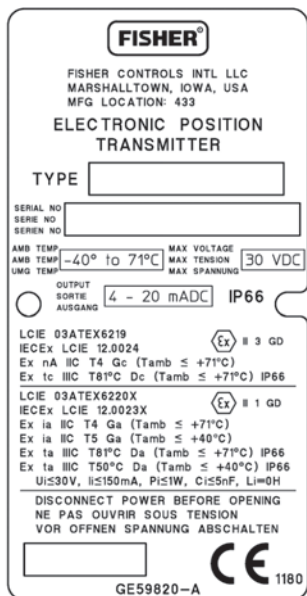 FISHER®
FISHER CONTROLS INTL LLC
MARSHALLTOWN, IOWA, USA
MFG LOCATION: 433
ELECTRONIC POSITION
TRANSMITTER
TYPE
SERIAL NO
SERIE NO
SERIEN NO
AMB TEMP
AMB TEMP
UMG TEMP
-40° to 71°C
MAX VOLTAGE
MAX TENSION
MAX SPANNUNG
30 VDC
OUTPUT
SORTIE
AUSGANG
4 - 20 mADC
IP66
LCIE 03ATEX6219
IECEx LCIE 12.0024
Ex II 3 GD
Ex nA IIC T4 Gc (Tamb ≤ +71°C)
Ex tc IIIC T81°C Dc (Tamb ≤ +71°C) IP66
LCIE 03ATEX6220X
IECEx LCIE 12.0023X
Ex II 1 GD
Ex ia IIC T4 Ga (Tamb ≤ +71°C)
Ex ia IIC T5 Ga (Tamb ≤ +40°C)
Ex ta IIIC T81°C Da (Tamb ≤ +71°C) IP66
Ex ta IIIC T50°C Da (Tamb ≤ +40°C) IP66
Ui≤30V, Ii≤150mA, Pi≤1W, Ci≤5nF, Li=0H
DISCONNECT POWER BEFORE OPENING
NE PAS OUVRIR SOUS TENSION
VOR OFFNEN SPANNUNG ABSCHALTEN
CE 1180
GE59820-A